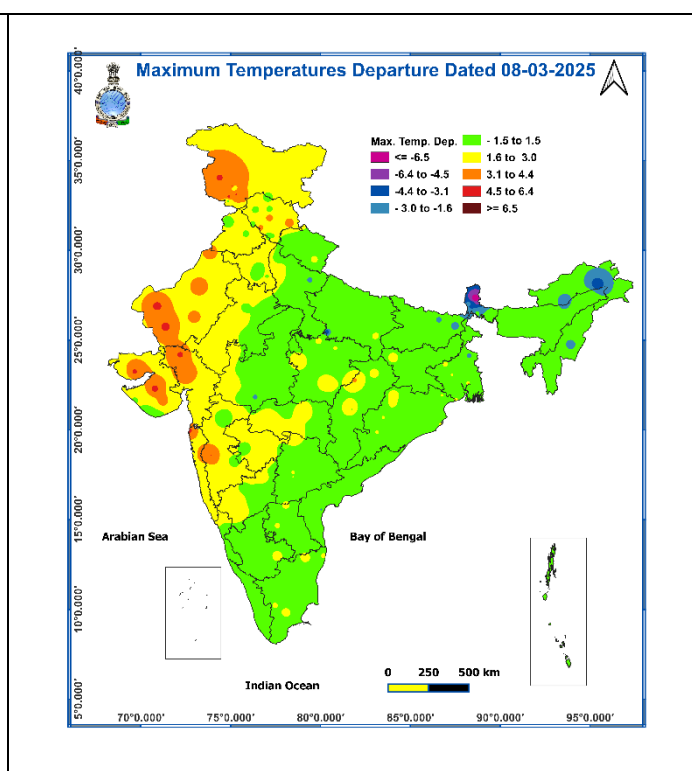 Maximum Temperatures Departure Dated 08-03-2025
Max. Temp. Dep.
<= -6.5
-6.4 to -4.5
-4.4 to -3.1
- 3.0 to -1.6
- 1.5 to 1.5
1.6 to 3.0
3.1 to 4.4
4.5 to 6.4
>= 6.5
40°0.000'
35°0.000'
30°0.000'
25°0.000'
20°0.000'
15°0.000'
10°0.000'
5°0.000'
Arabian Sea
Bay of Bengal
Indian Ocean
0 250 500 km
70°0.000' 75°0.000' 80°0.000' 85°0.000' 90°0.000' 95°0.000'